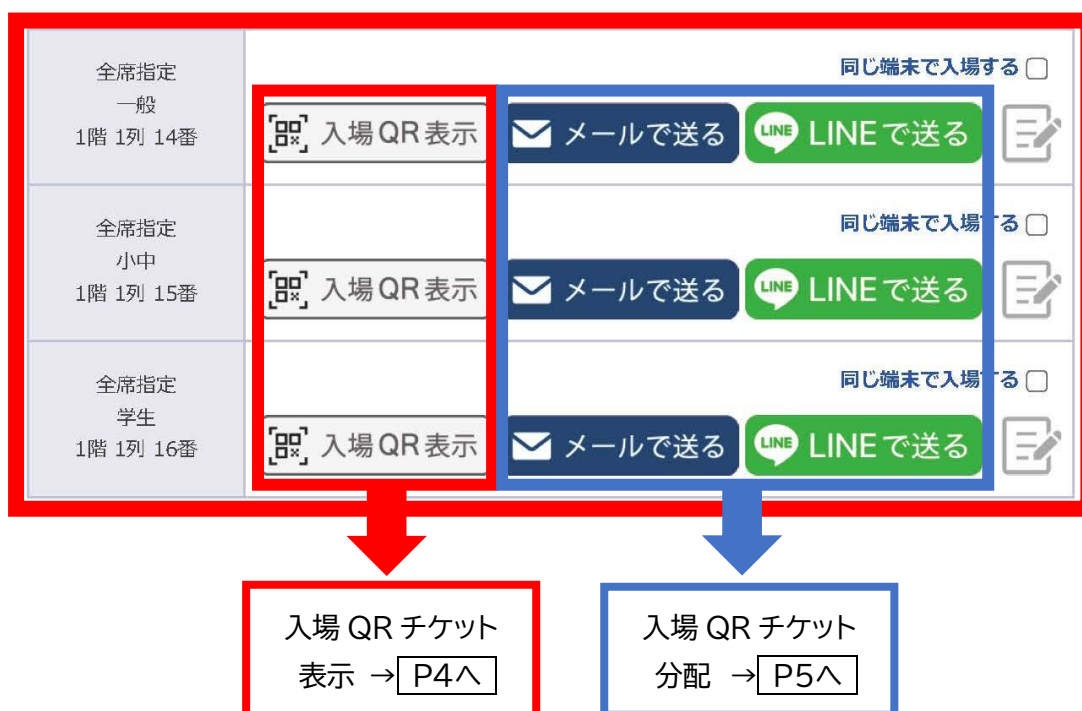 同じ端末で入場する
全席指定
一般
1階 1列 14番
入場QR表示
メールで送る
LINE LINEで送る
同じ端末で入場する
全席指定
小中
1階 1列 15番
入場QR表示
メールで送る
LINE LINEで送る
同じ端末で入場する
全席指定
学生
1階 1列 16番
入場QR表示
メールで送る
LINE LINEで送る
入場 QR チケット
表示 → P4へ
入場 QR チケット
分配 → P5へ